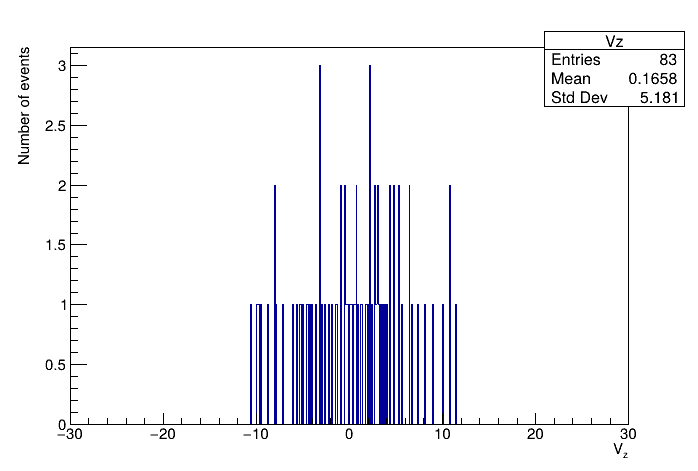 Vz
Entries 83
Mean 0.1658
Std Dev 5.181
Number of events
3
2.5
2
1.5
1
0.5
0
−30 −20 −10 0 10 20 30
Vz